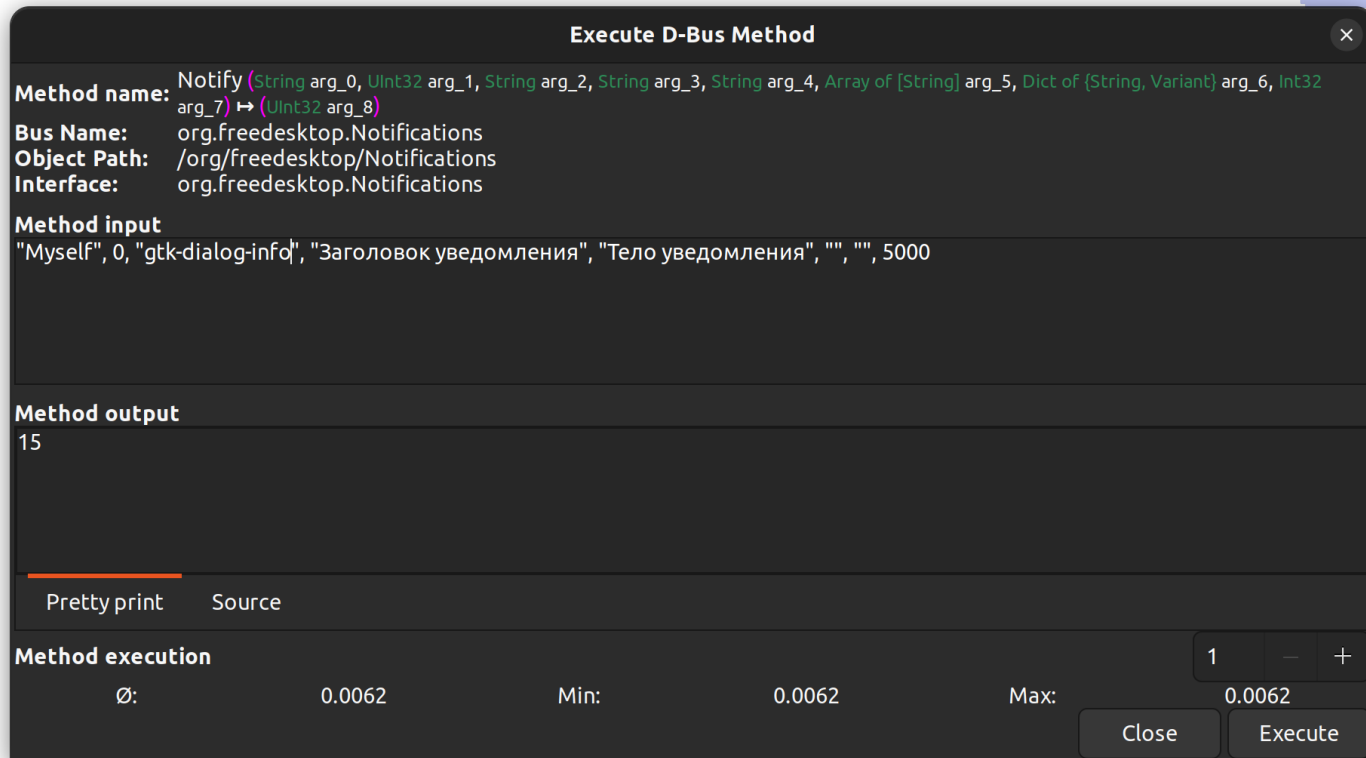 Execute D-Bus Method
Method name: Notify (String arg_0, UInt32 arg_1, String arg_2, String arg_3, String arg_4, Array of [String] arg_5, Dict of {String, Variant} arg_6, Int32
arg_7) ↦ (UInt32 arg_8)
Bus Name: org.freedesktop.Notifications
Object Path: /org/freedesktop/Notifications
Interface: org.freedesktop.Notifications
Method input
"Myself", 0, "gtk-dialog-info", "Заголовок уведомления", "Тело уведомления", "", "", 5000
Method output
15
Pretty print Source
Method execution 1 − +
Ø: 0.0062 Min: 0.0062 Max: 0.0062
Close Execute